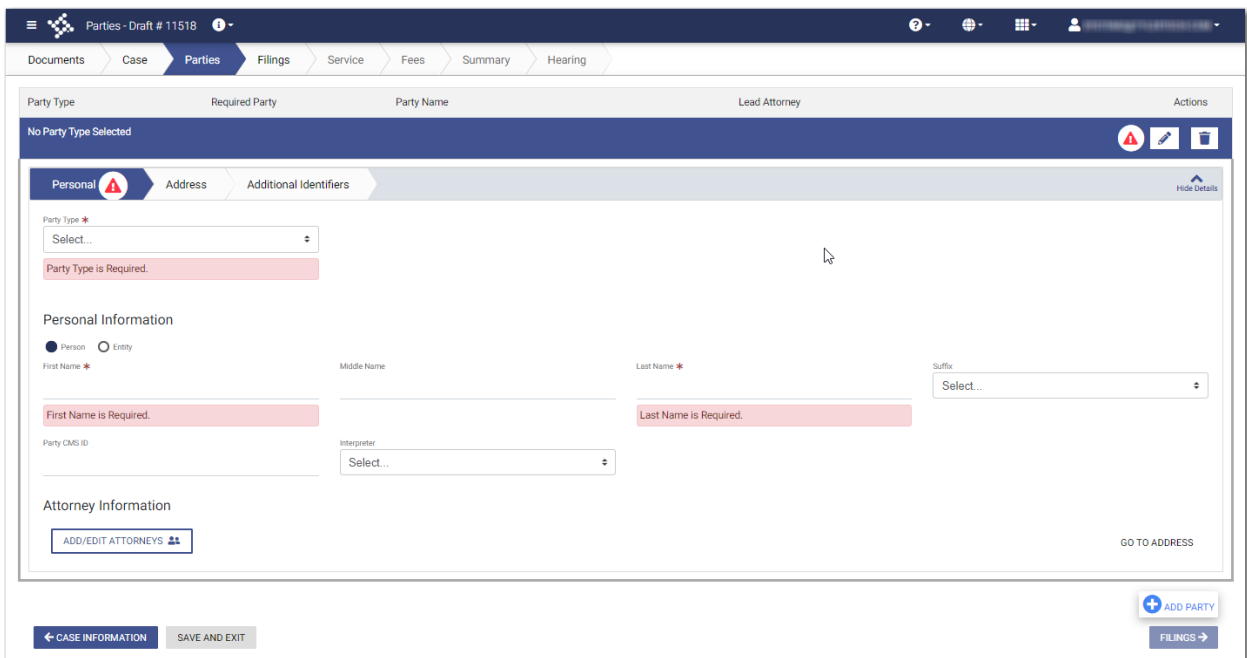 Parties - Draft # 11518
Documents Case Parties Filings Service Fees Summary Hearing
Party Type Required Party Party Name Lead Attorney Actions
No Party Type Selected
Personal Address Additional Identifiers Hide Details
Party Type *
Select...
Party Type is Required.
Personal Information
Person Entity
First Name * Middle Name Last Name * Suffix
Select...
First Name is Required. Last Name is Required.
Party CMS ID Interpreter
Select...
Attorney Information
ADD/EDIT ATTORNEYS GO TO ADDRESS
ADD PARTY
CASE INFORMATION SAVE AND EXIT FILINGS